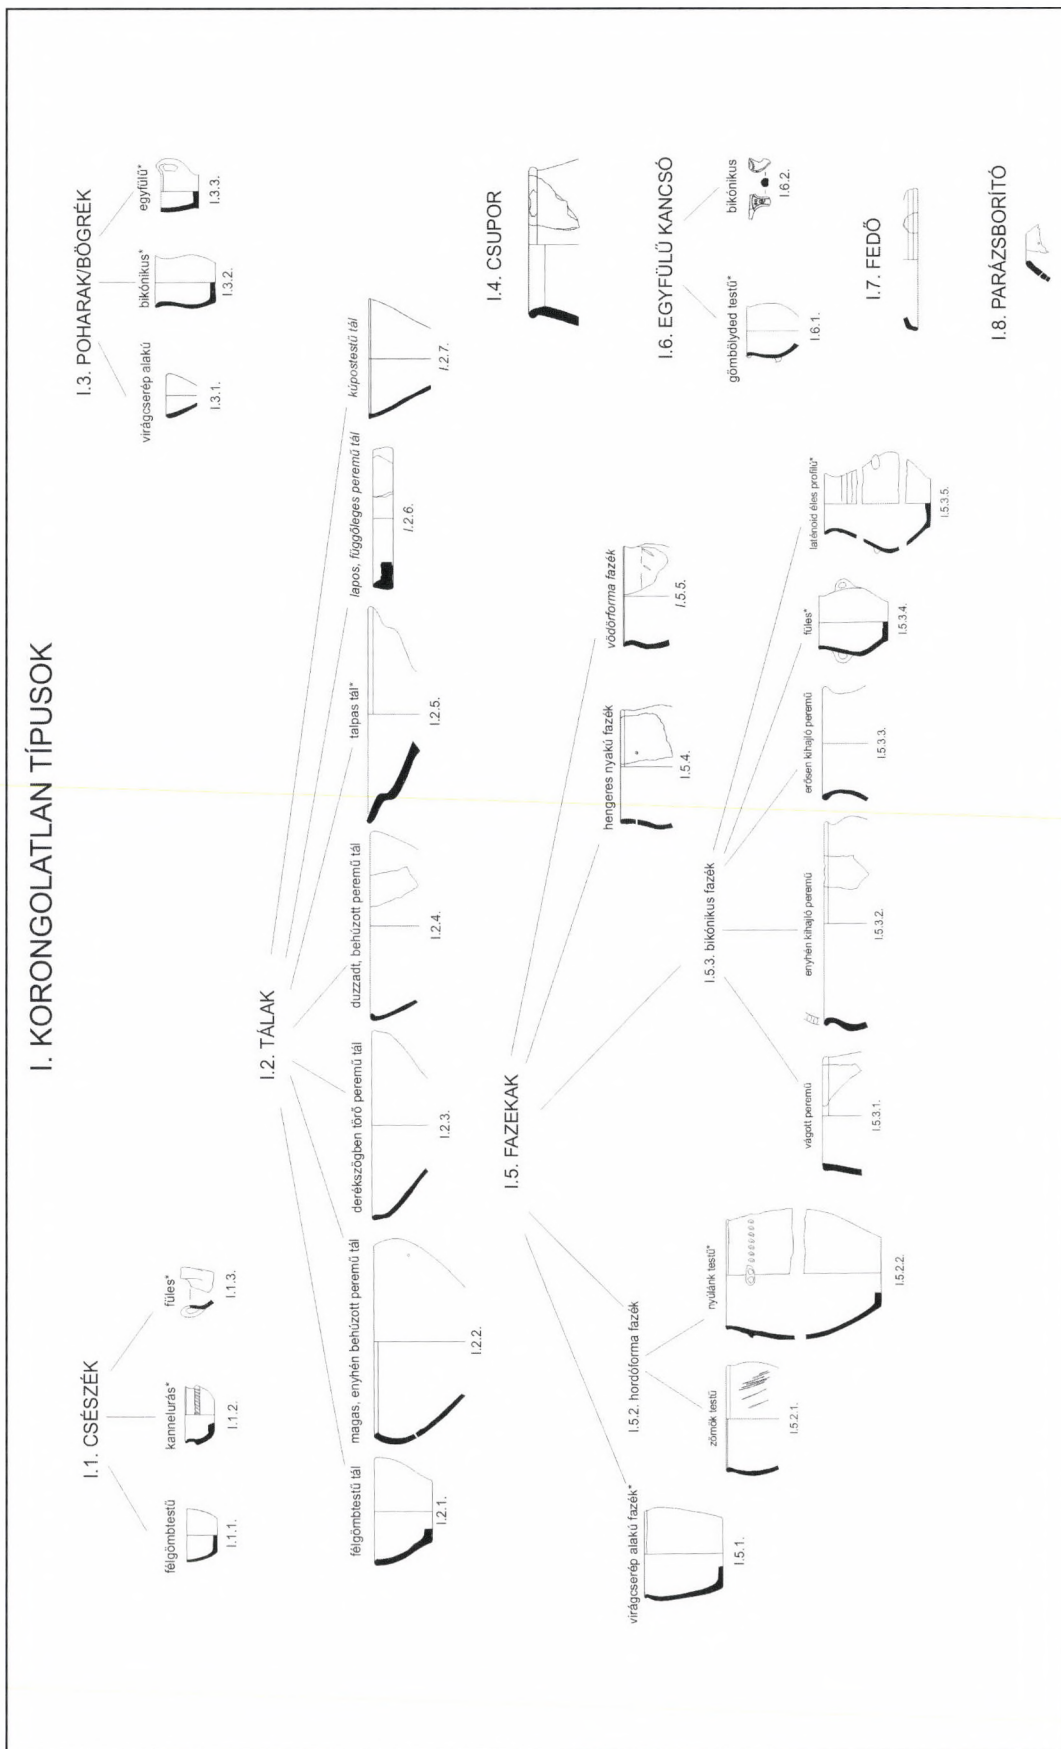 I. KORONGOLATLAN TÍPUSOK
I.1. CSÉSZÉK
félgömbtestű
I.1.1.
kannelurás*
I.1.2.
füles*
I.1.3.
I.3. POHARAK/BÖGRÉK
virágcserép alakú
I.3.1.
bikónikus*
I.3.2.
egyfülű*
I.3.3.
I.2. TÁLAK
félgömbtestű tál
I.2.1.
magas, enyhén behúzott peremű tál
I.2.2.
derékszögben törő peremű tál
I.2.3.
duzzadt, behúzott peremű tál
I.2.4.
talpas tál*
I.2.5.
lapos, függőleges peremű tál
I.2.6.
kúpostestű tál
I.2.7.
I.4. CSUPOR
I.5. FAZEKAK
virágcserép alakú fazék*
I.5.1.
I.5.2. hordóforma fazék
zömök testű
I.5.2.1.
nyúlánk testű*
I.5.2.2.
I.5.3. bikónikus fazék
vágott peremű
I.5.3.1.
enyhén kihajló peremű
I.5.3.2.
erősen kihajló peremű
I.5.3.3.
füles*
I.5.3.4.
laténoid éles profilú*
I.5.3.5.
hengeres nyakú fazék
I.5.4.
vödörforma fazék
I.5.5.
I.6. EGYFÜLŰ KANCSÓ
gömbölyded testű*
I.6.1.
bikónikus
I.6.2.
I.7. FEDŐ
I.8. PARÁZSBORÍTÓ